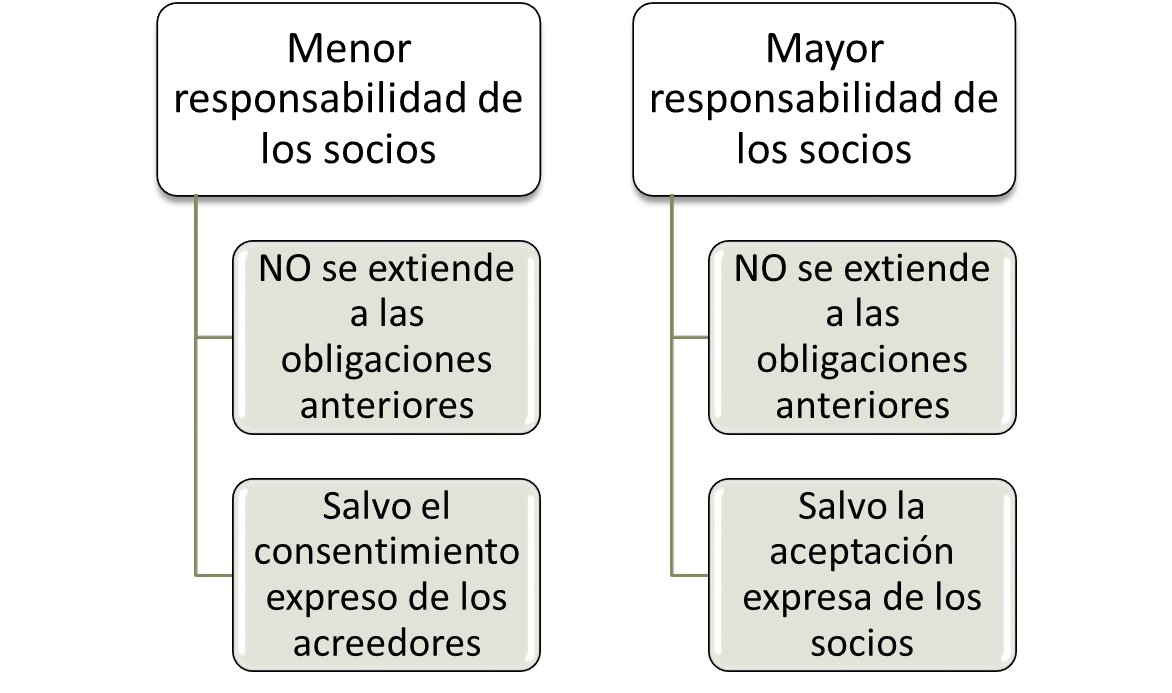 Menor
responsabilidad de
los socios
NO se extiende
a las
obligaciones
anteriores
Salvo el
consentimiento
expreso de los
acreedores
Mayor
responsabilidad de
los socios
NO se extiende
a las
obligaciones
anteriores
Salvo la
aceptación
expresa de los
socios